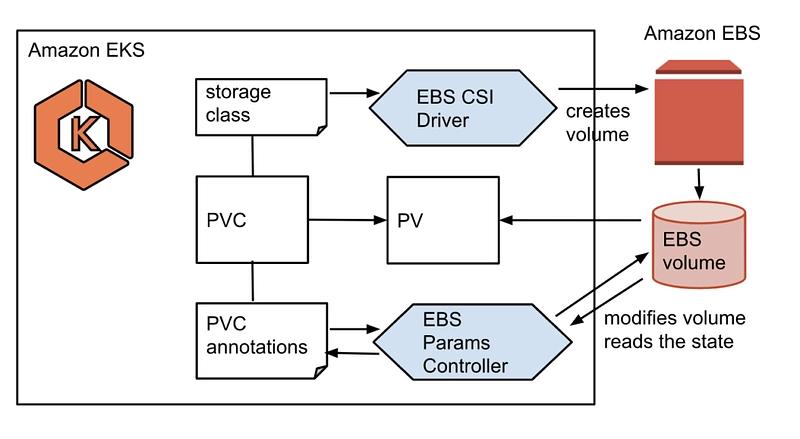 Amazon EKS
Amazon EBS
K
storage
class
EBS CSI
Driver
creates
volume
PVC
PV
EBS
volume
PVC
annotations
EBS
Params
Controller
modifies volume
reads the state